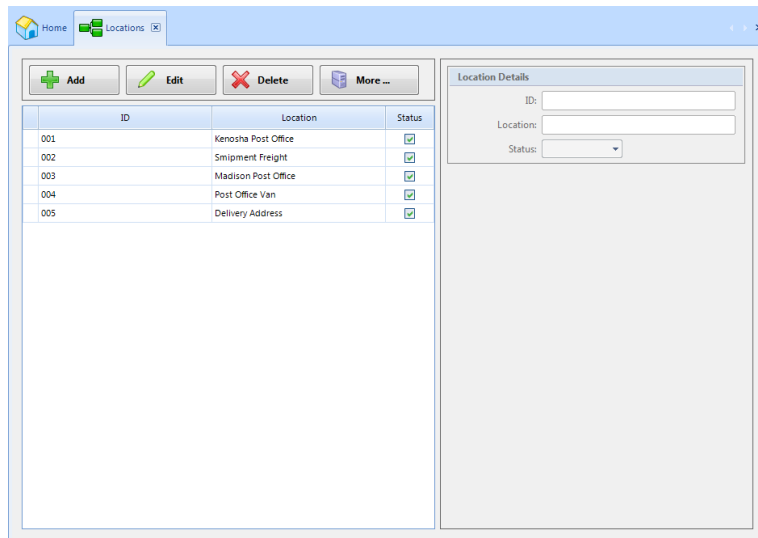 Home Locations
Add Edit Delete More ...
ID Location Status
001 Kenosha Post Office
002 Smipment Freight
003 Madison Post Office
004 Post Office Van
005 Delivery Address
Location Details
ID:
Location:
Status: